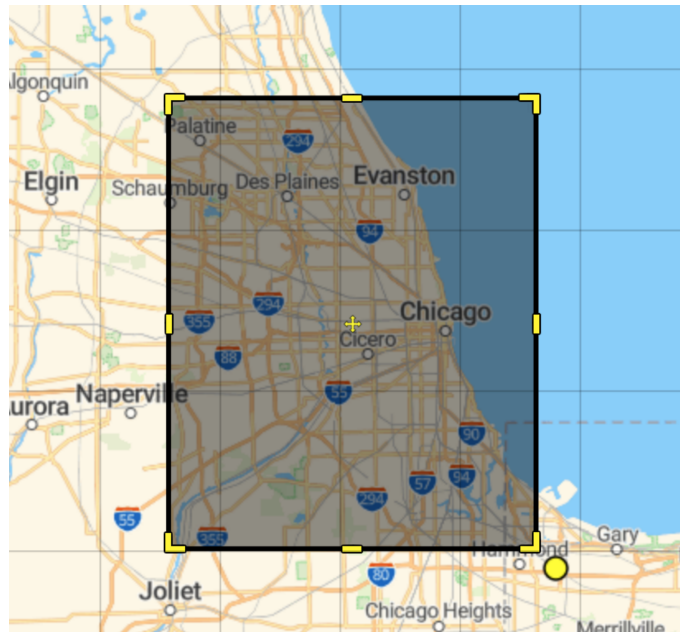 Algonquin
Palatine
294
Elgin
Schaumburg
Des Plaines
Evanston
94
294
355
Chicago
Cicero
88
55
Naperville
Aurora
90
94
57
294
55
355
Hammond
Gary
80
Joliet
Chicago Heights
Merrillville